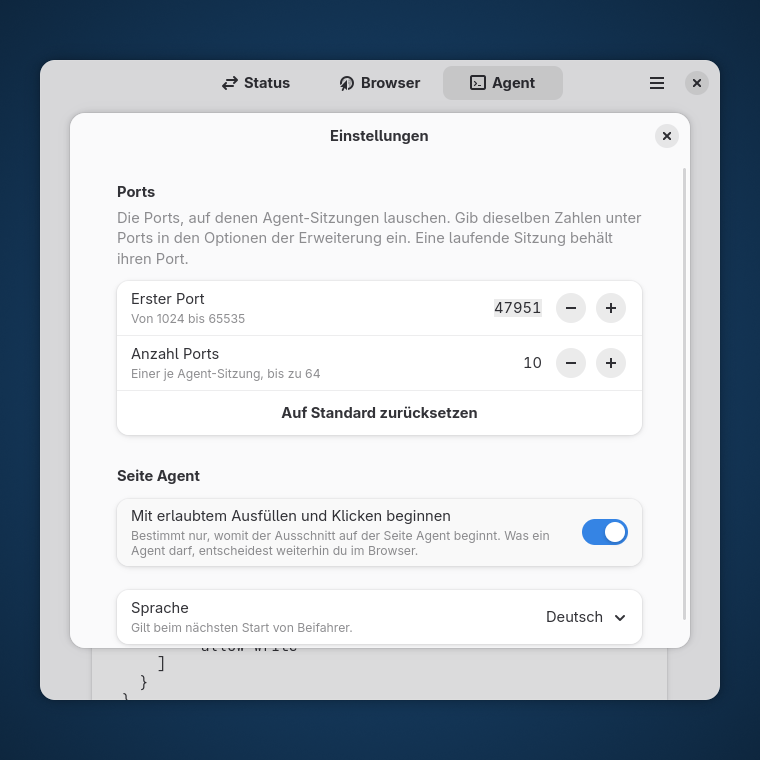 Status
Browser
Agent
Einstellungen
Ports
Die Ports, auf denen Agent-Sitzungen lauschen. Gib dieselben Zahlen unter
Ports in den Optionen der Erweiterung ein. Eine laufende Sitzung behält
ihren Port.
Erster Port
Von 1024 bis 65535
47951
Anzahl Ports
Einer je Agent-Sitzung, bis zu 64
10
Auf Standard zurücksetzen
Seite Agent
Mit erlaubtem Ausfüllen und Klicken beginnen
Bestimmt nur, womit der Ausschnitt auf der Seite Agent beginnt. Was ein
Agent darf, entscheidest weiterhin du im Browser.
Sprache
Gilt beim nächsten Start von Beifahrer.
Deutsch
]
}
}